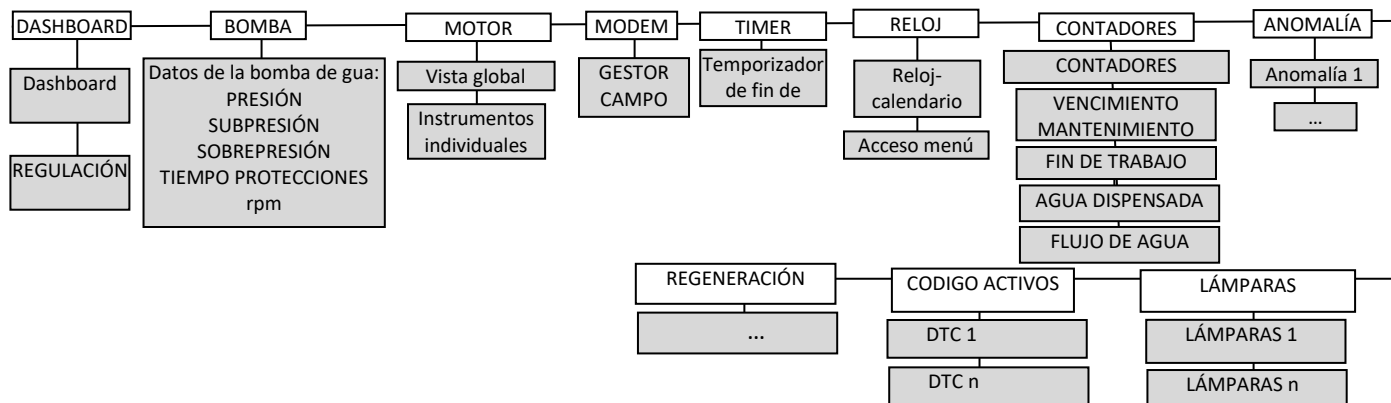 DASHBOARD
BOMBA
MOTOR
MODEM
TIMER
RELOJ
CONTADORES
ANOMALÍA
Dashboard
REGULACIÓN
Datos de la bomba de gua:
PRESIÓN
SUBPRESIÓN
SOBREPRESIÓN
TIEMPO PROTECCIONES
rpm
Vista global
Instrumentos
individuales
GESTOR
CAMPO
Temporizador
de fin de
Reloj-
calendario
Acceso menú
CONTADORES
VENCIMIENTO
MANTENIMIENTO
FIN DE TRABAJO
AGUA DISPENSADA
FLUJO DE AGUA
Anomalía 1
...
REGENERACIÓN
...
CODIGO ACTIVOS
DTC 1
DTC n
LÁMPARAS
LÁMPARAS 1
LÁMPARAS n